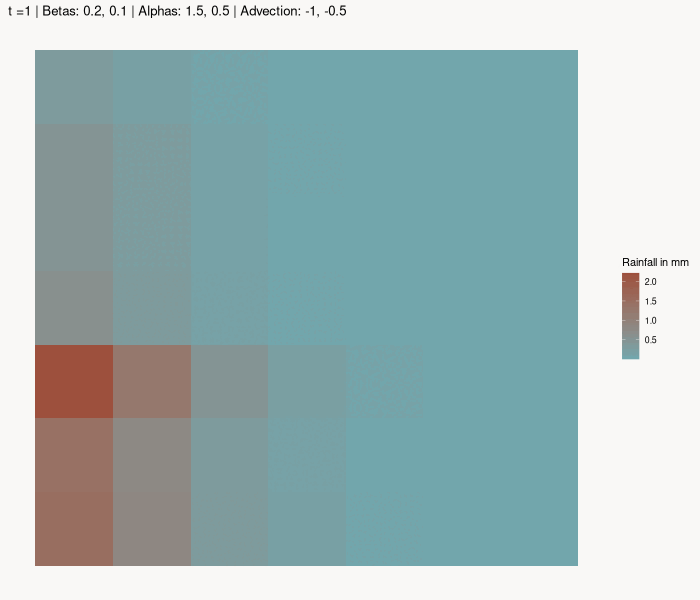 t =1 | Betas: 0.2, 0.1 | Alphas: 1.5, 0.5 | Advection: -1, -0.5
Rainfall in mm
2.0
1.5
1.0
0.5